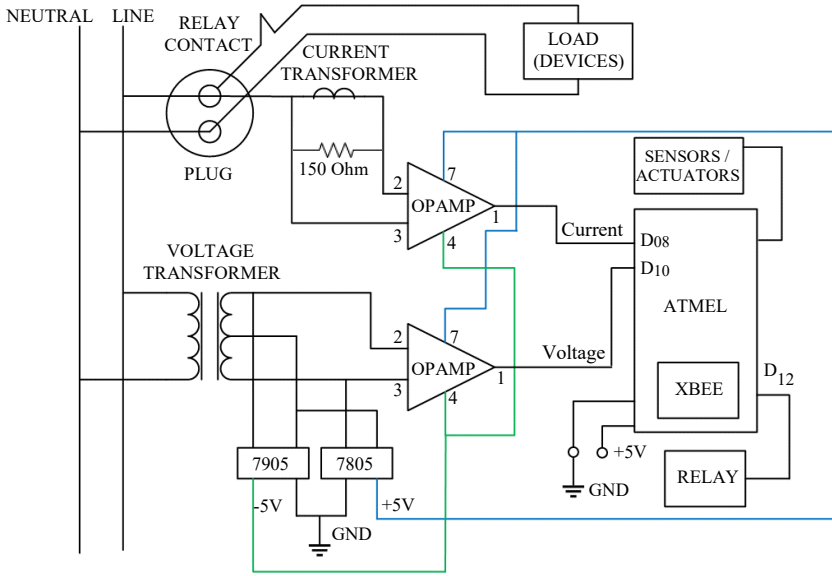 NEUTRAL
LINE
RELAY
CONTACT
CURRENT
TRANSFORMER
LOAD
(DEVICES)
PLUG
150 Ohm
2
7
OPAMP
1
3
4
SENSORS /
ACTUATORS
Current
D08
D10
ATMEL
VOLTAGE
TRANSFORMER
2
7
OPAMP
1
3
4
Voltage
XBEE
D12
+5V
GND
RELAY
7905
7805
-5V
+5V
GND